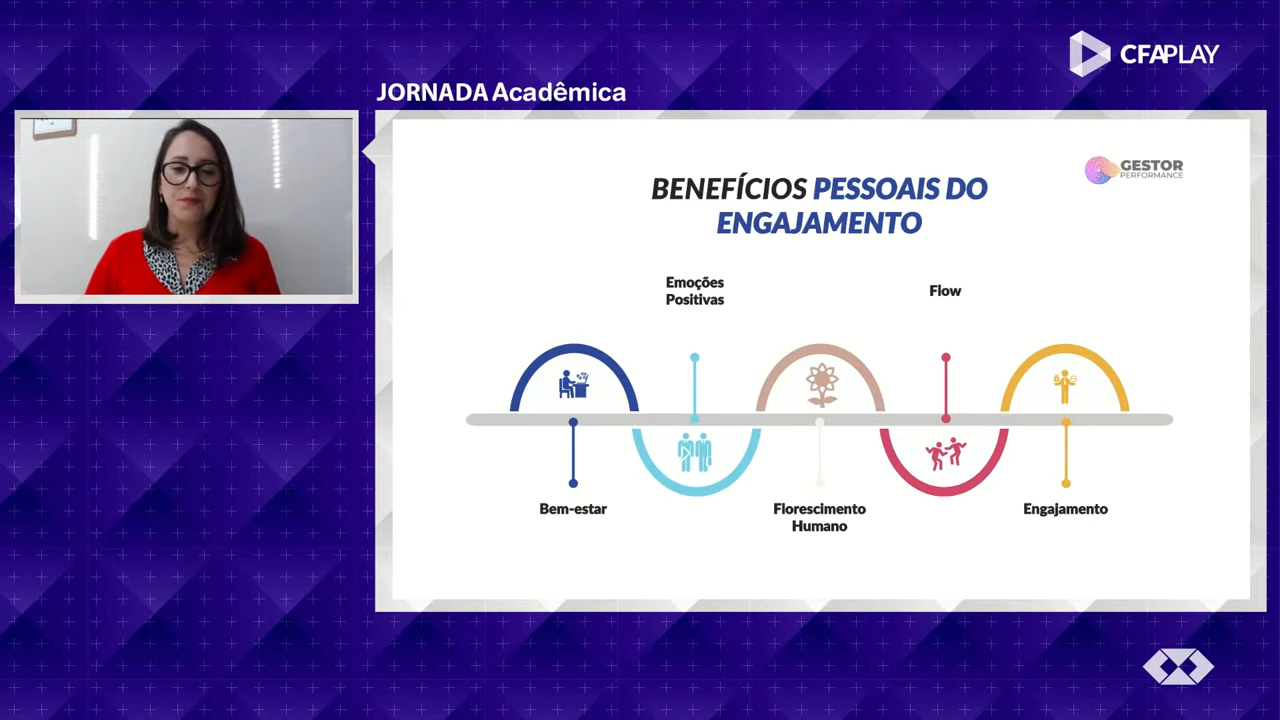 CFAPLAY
JORNADA Acadêmica
GESTOR
PERFORMANCE
BENEFÍCIOS PESSOAIS DO
ENGAJAMENTO
Emoções
Positivas
Flow
Bem-estar
Florescimento
Humano
Engajamento